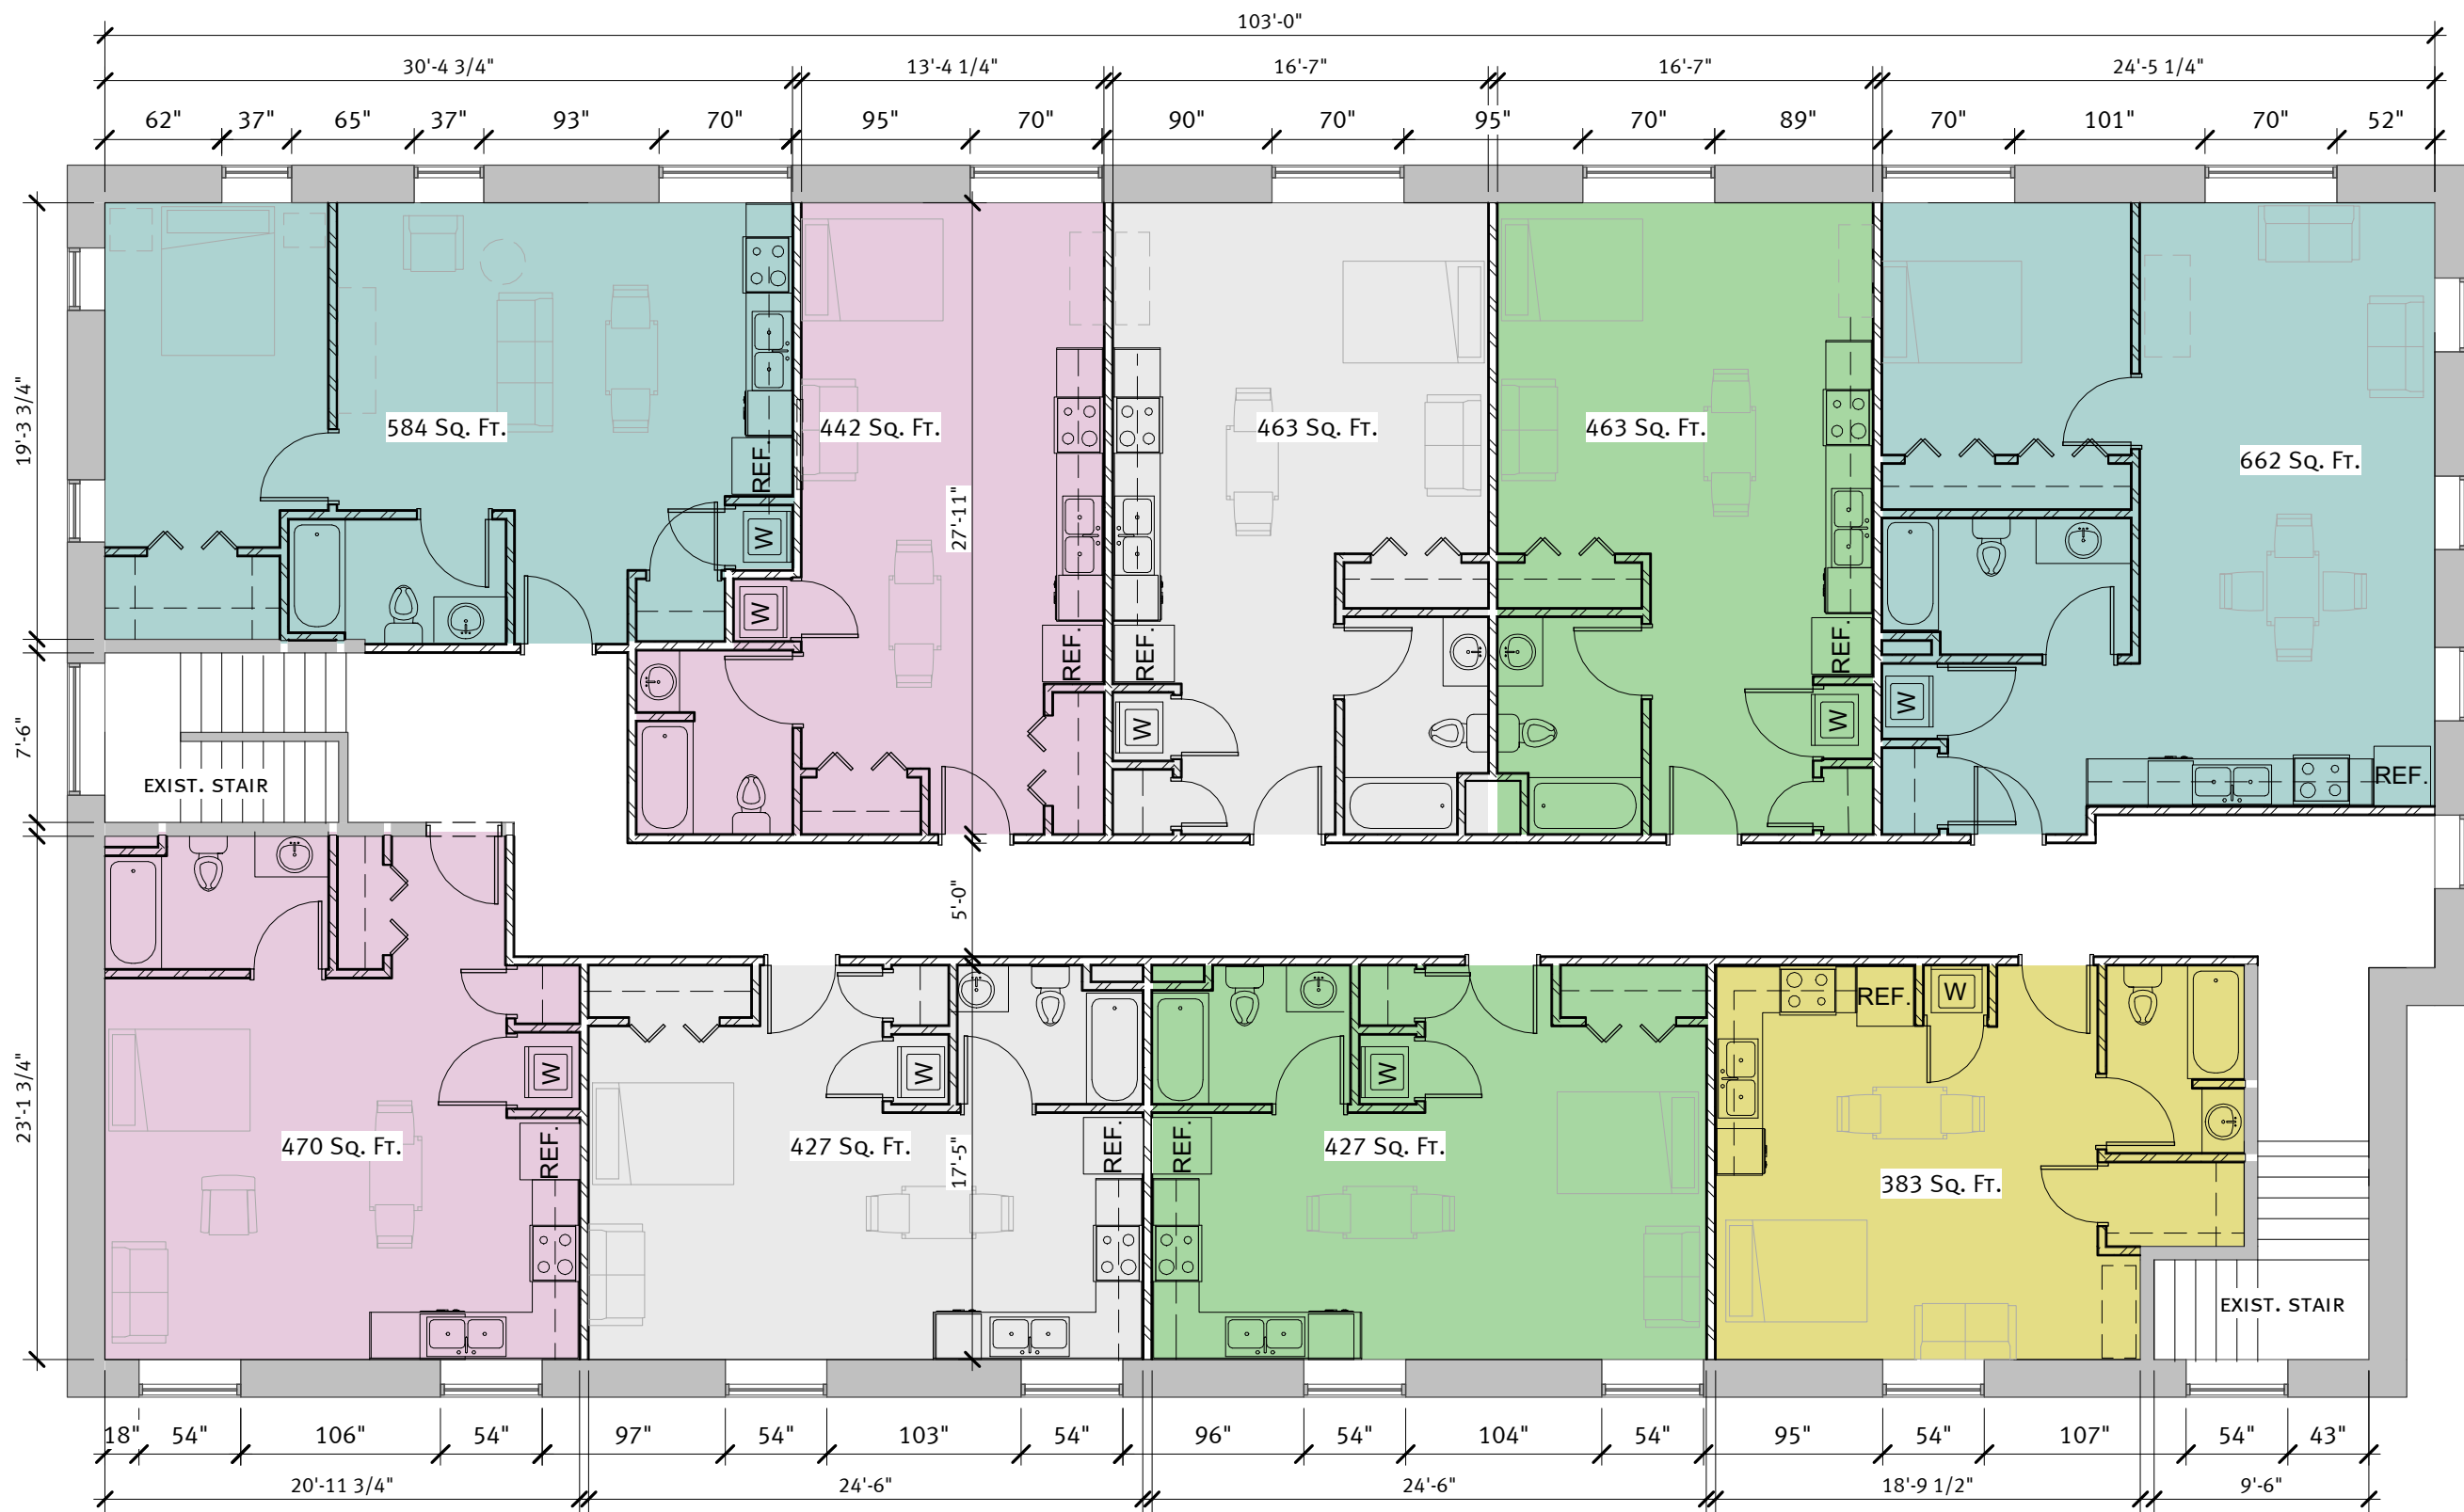 103'-0"
30'-4 3/4" 13'-4 1/4" 16'-7" 16'-7" 24'-5 1/4"
62" 37" 65" 37" 93" 70" 95" 70" 90" 70" 95" 70" 89" 70" 101" 70" 52"
19'-3 3/4"
584 Sq. Ft. 442 Sq. Ft. 463 Sq. Ft. 463 Sq. Ft.
662 Sq. Ft.
REF.
27'-11"
W
W
REF. REF. REF.
W W W
7'-6"
EXIST. STAIR
REF.
5'-0"
23'-1 3/4"
REF. W
W W W
470 Sq. Ft. 427 Sq. Ft. 427 Sq. Ft.
REF. REF. REF.
17'-5"
383 Sq. Ft.
EXIST. STAIR
18" 54" 106" 54" 97" 54" 103" 54" 96" 54" 104" 54" 95" 54" 107" 54" 43"
20'-11 3/4" 24'-6" 24'-6" 18'-9 1/2" 9'-6"